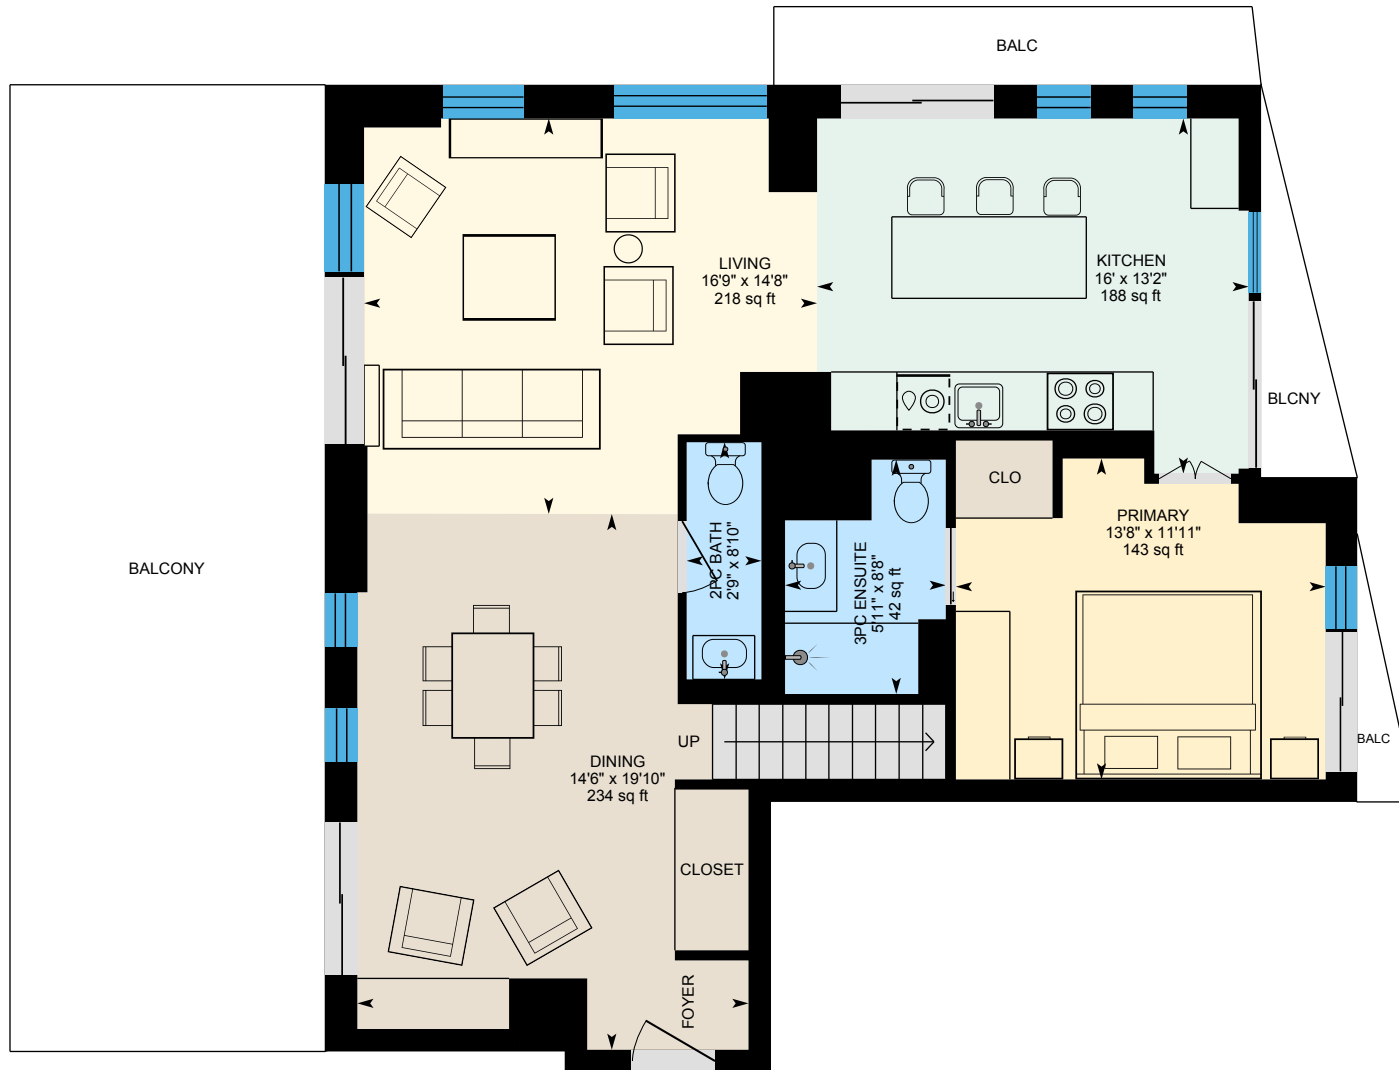 BALC
LIVING
16'9" x 14'8"
218 sq ft
KITCHEN
16' x 13'2"
188 sq ft
BLCNY
CLO
PRIMARY
13'8" x 11'11"
143 sq ft
BALCONY
2PC BATH
2'9" x 8'10"
3PC ENSUITE
5'11" x 8'8"
42 sq ft
UP
BALC
DINING
14'6" x 19'10"
234 sq ft
CLOSET
FOYER